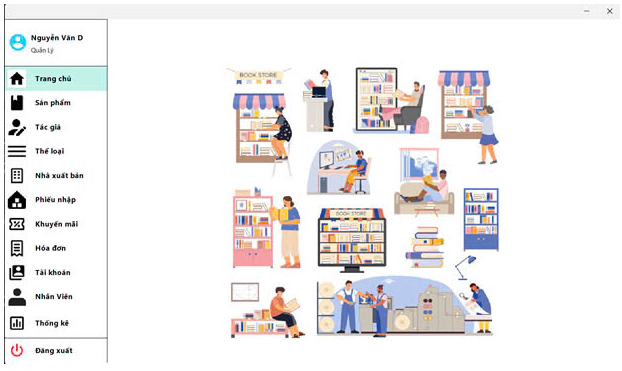 Nguyễn Văn D
Quản Lý
Trang chủ
Sản phẩm
Tác giả
Thể loại
Nhà xuất bản
Phiếu nhập
Khuyến mãi
Hóa đơn
Tài khoản
Nhân Viên
Thống kê
Đăng xuất
BOOK STORE
BOOK STORE